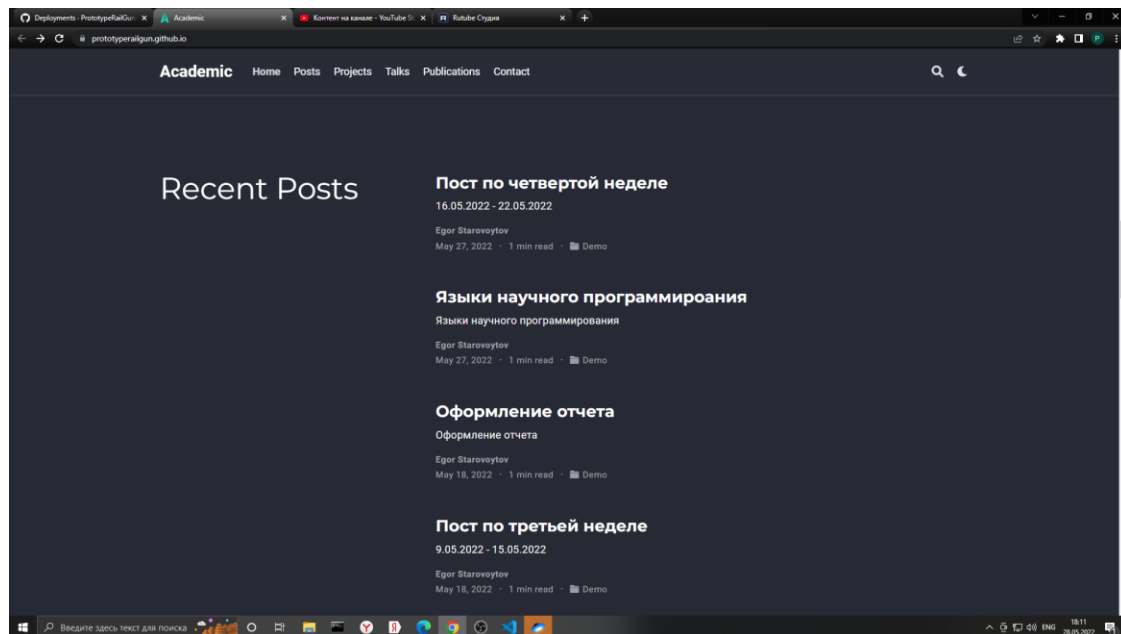 Deployments · PrototypeRailGun
Academic
Контент на канале - YouTube St
Rutube Студия
prototyperailgun.github.io
P
Academic Home Posts Projects Talks Publications Contact
Recent Posts
Пост по четвертой неделе
16.05.2022 - 22.05.2022
Egor Starovoytov
May 27, 2022 · 1 min read · Demo
Языки научного программироания
Языки научного программирования
Egor Starovoytov
May 27, 2022 · 1 min read · Demo
Оформление отчета
Оформление отчета
Egor Starovoytov
May 18, 2022 · 1 min read · Demo
Пост по третьей неделе
9.05.2022 - 15.05.2022
Egor Starovoytov
May 18, 2022 · 1 min read · Demo
Введите здесь текст для поиска
ENG
18:11
28.05.2022